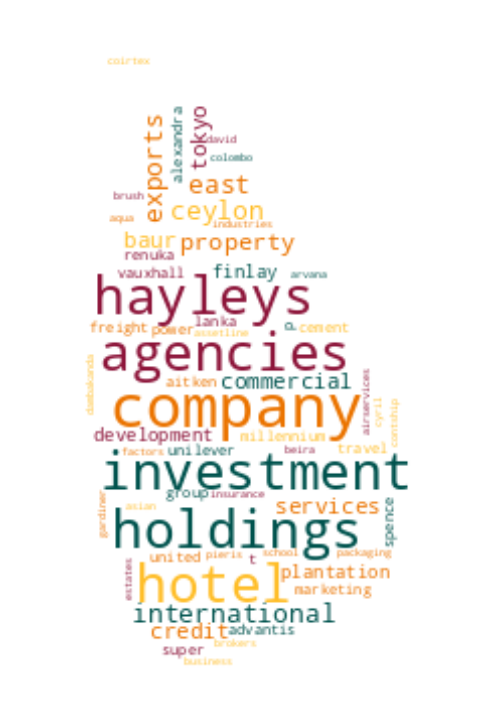 coirtex
exports
alexandra
tokyo
david
colombo
east
brush
aqua
ceylon
industries
baur property
renuka
vauxhall finlay arvana
hayleys
lanka
freight power assetline p cement
agencies
daebakanda
aitken commercial
airservices
cyril
contship
company
development millennium travel
factors unilever beira
investment
group insurance
gardiner
asian services
spence
holdings
united pieris t school packaging
estates
hotel plantation
marketing
international
credit advantis
brokers
super
business